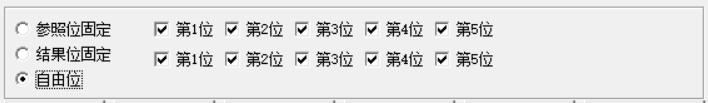 参照位固定 第1位 第2位 第3位 第4位 第5位
结果位固定 第1位 第2位 第3位 第4位 第5位
自由位